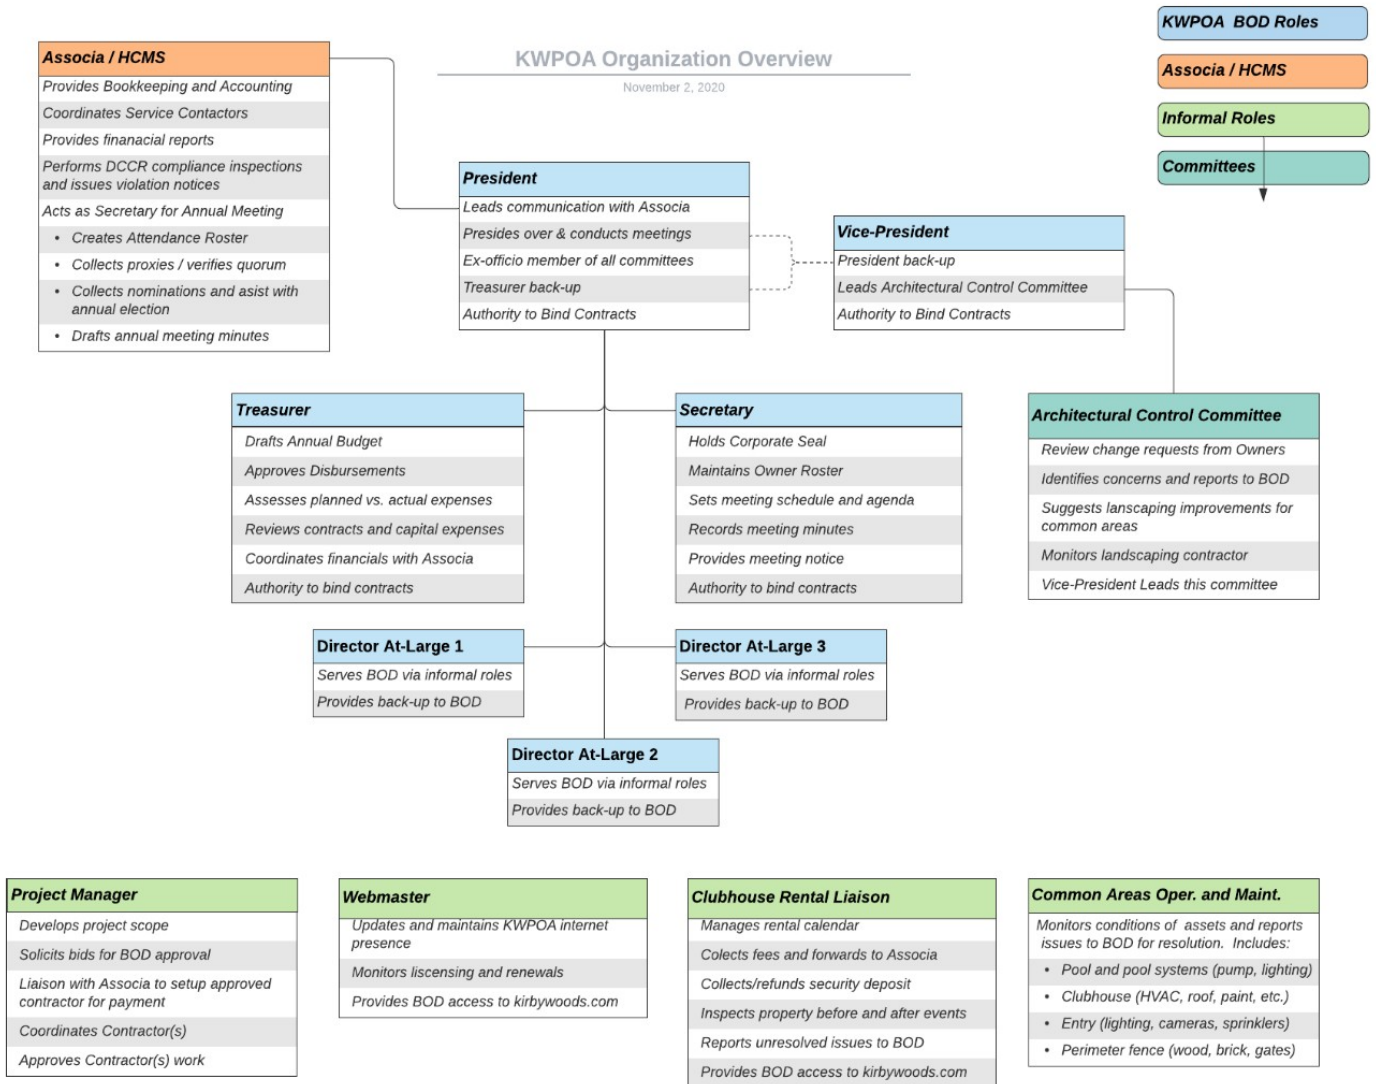 KWPOA Organization Overview
November 2, 2020
KWPOA  BOD Roles
Associa / HCMS
Informal Roles
Committees
Associa / HCMS
Provides Bookkeeping and Accounting
Coordinates Service Contactors
Provides finanacial reports
Performs DCCR compliance inspections
and issues violation notices
Acts as Secretary for Annual Meeting
• Creates Attendance Roster
• Collects proxies / verifies quorum
• Collects nominations and asist with
annual election
• Drafts annual meeting minutes
President
Leads communication with Associa
Presides over & conducts meetings
Ex-officio member of all committees
Treasurer back-up
Authority to Bind Contracts
Vice-President
President back-up
Leads Architectural Control Committee
Authority to Bind Contracts
Treasurer
Drafts Annual Budget
Approves Disbursements
Assesses planned vs. actual expenses
Reviews contracts and capital expenses
Coordinates financials with Associa
Authority to bind contracts
Secretary
Holds Corporate Seal
Maintains Owner Roster
Sets meeting schedule and agenda
Records meeting minutes
Provides meeting notice
Authority to bind contracts
Architectural Control Committee
Review change requests from Owners
Identifies concerns and reports to BOD
Suggests lanscaping improvements for
common areas
Monitors landscaping contractor
Vice-President Leads this committee
Director At-Large 1
Serves BOD via informal roles
Provides back-up to BOD
Director At-Large 3
Serves BOD via informal roles
Provides back-up to BOD
Director At-Large 2
Serves BOD via informal roles
Provides back-up to BOD
Project Manager
Develops project scope
Solicits bids for BOD approval
Liaison with Associa to setup approved
contractor for payment
Coordinates Contractor(s)
Approves Contractor(s) work
Webmaster
Updates and maintains KWPOA internet
presence
Monitors liscensing and renewals
Provides BOD access to kirbywoods.com
Clubhouse Rental Liaison
Manages rental calendar
Colects fees and forwards to Associa
Collects/refunds security deposit
Inspects property before and after events
Reports unresolved issues to BOD
Provides BOD access to kirbywoods.com
Common Areas Oper. and Maint.
Monitors conditions of  assets and reports
issues to BOD for resolution.  Includes:
• Pool and pool systems (pump, lighting)
• Clubhouse (HVAC, roof, paint, etc.)
• Entry (lighting, cameras, sprinklers)
• Perimeter fence (wood, brick, gates)